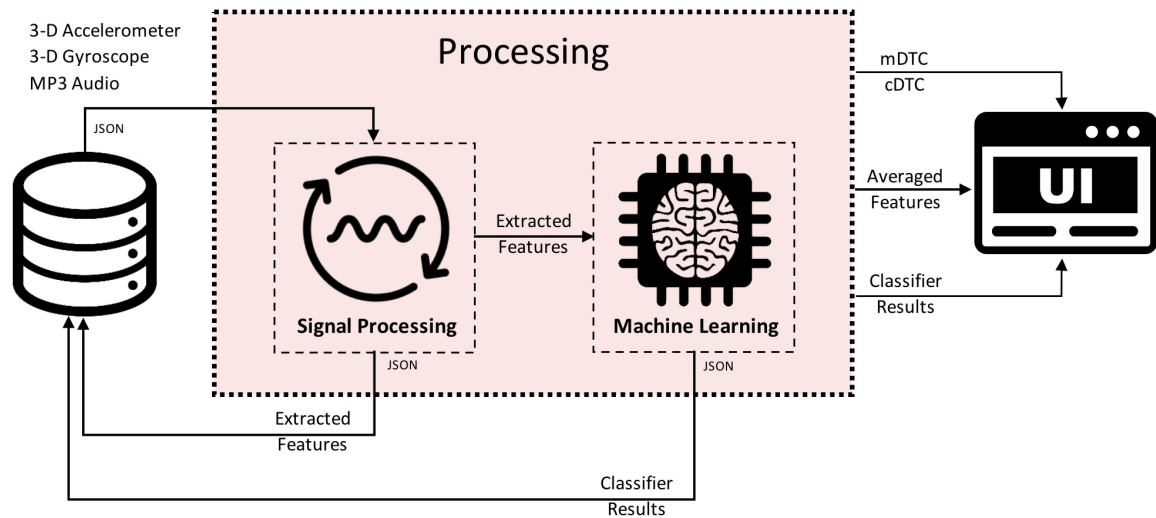 3-D Accelerometer
3-D Gyroscope
MP3 Audio
JSON
Processing
Signal Processing
JSON
Extracted
Features
Machine Learning
JSON
Extracted
Features
Classifier
Results
mDTC
cDTC
Averaged
Features
Classifier
Results
UI